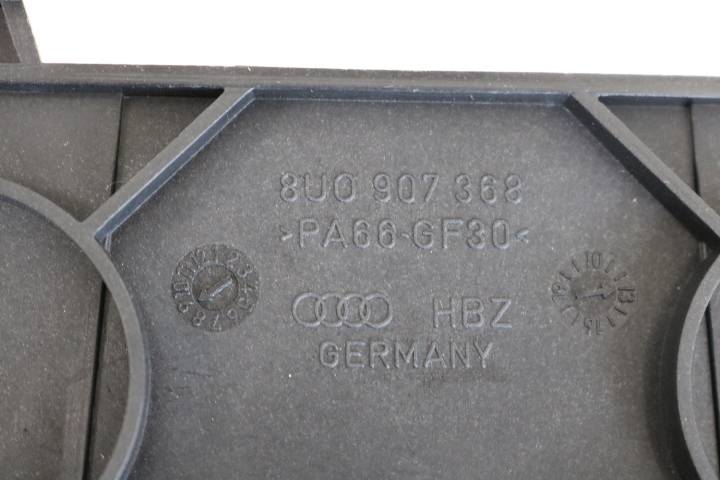 8U0 907 368
>PA66-GF30<
HBZ
GERMANY